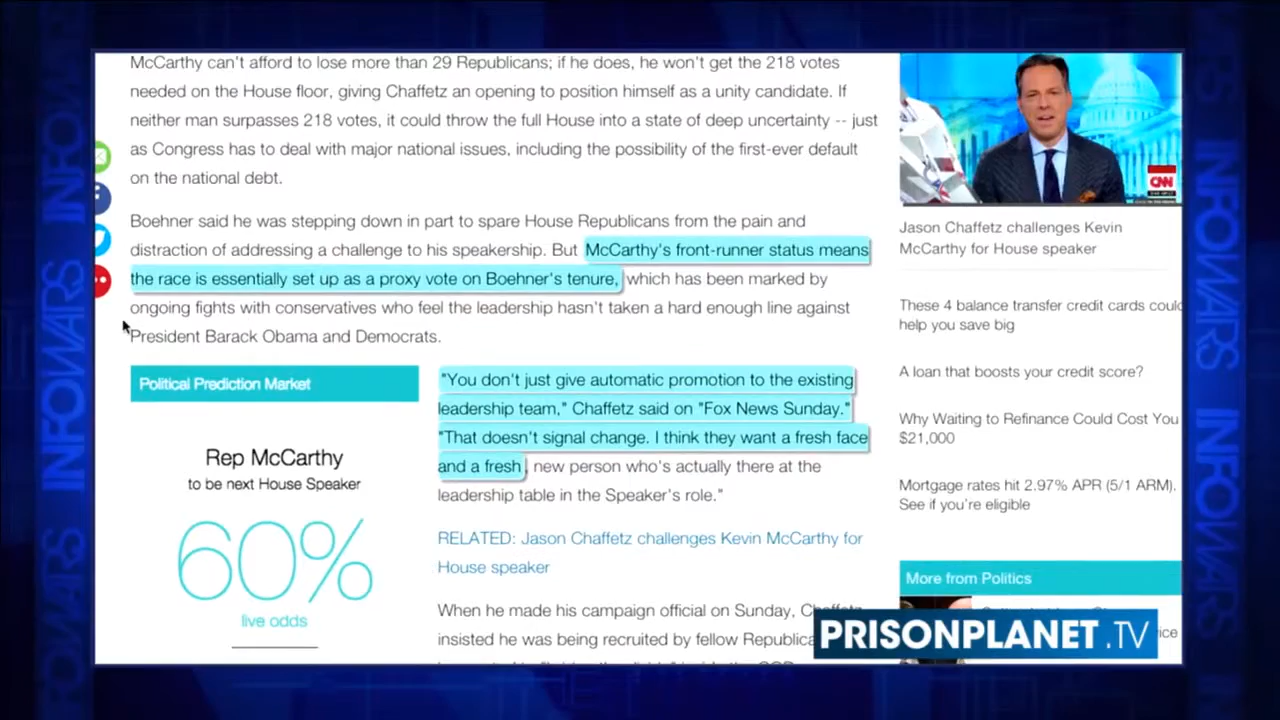 McCarthy can't afford to lose more than 29 Republicans; if he does, he won't get the 218 votes
needed on the House floor, giving Chaffetz an opening to position himself as a unity candidate. If
neither man surpasses 218 votes, it could throw the full House into a state of deep uncertainty -- just
as Congress has to deal with major national issues, including the possibility of the first-ever default
on the national debt.
Boehner said he was stepping down in part to spare House Republicans from the pain and
distraction of addressing a challenge to his speakership. But McCarthy's front-runner status means
the race is essentially set up as a proxy vote on Boehner's tenure, which has been marked by
ongoing fights with conservatives who feel the leadership hasn't taken a hard enough line against
President Barack Obama and Democrats.
Political Prediction Market
Rep McCarthy
to be next House Speaker
60%
live odds
"You don't just give automatic promotion to the existing
leadership team," Chaffetz said on "Fox News Sunday."
"That doesn't signal change. I think they want a fresh face
and a fresh, new person who's actually there at the
leadership table in the Speaker's role."
RELATED: Jason Chaffetz challenges Kevin McCarthy for
House speaker
When he made his campaign official on Sunday, Chaffetz
insisted he was being recruited by fellow
CNN
Jason Chaffetz challenges Kevin
McCarthy for House speaker
These 4 balance transfer credit cards could
help you save big
A loan that boosts your credit score?
Why Waiting to Refinance Could Cost You
$21,000
Mortgage rates hit 2.97% APR (5/1 ARM).
See if you're eligible
More from Politics
PRISONPLANET.TV
INFOWARS
INFOWARS